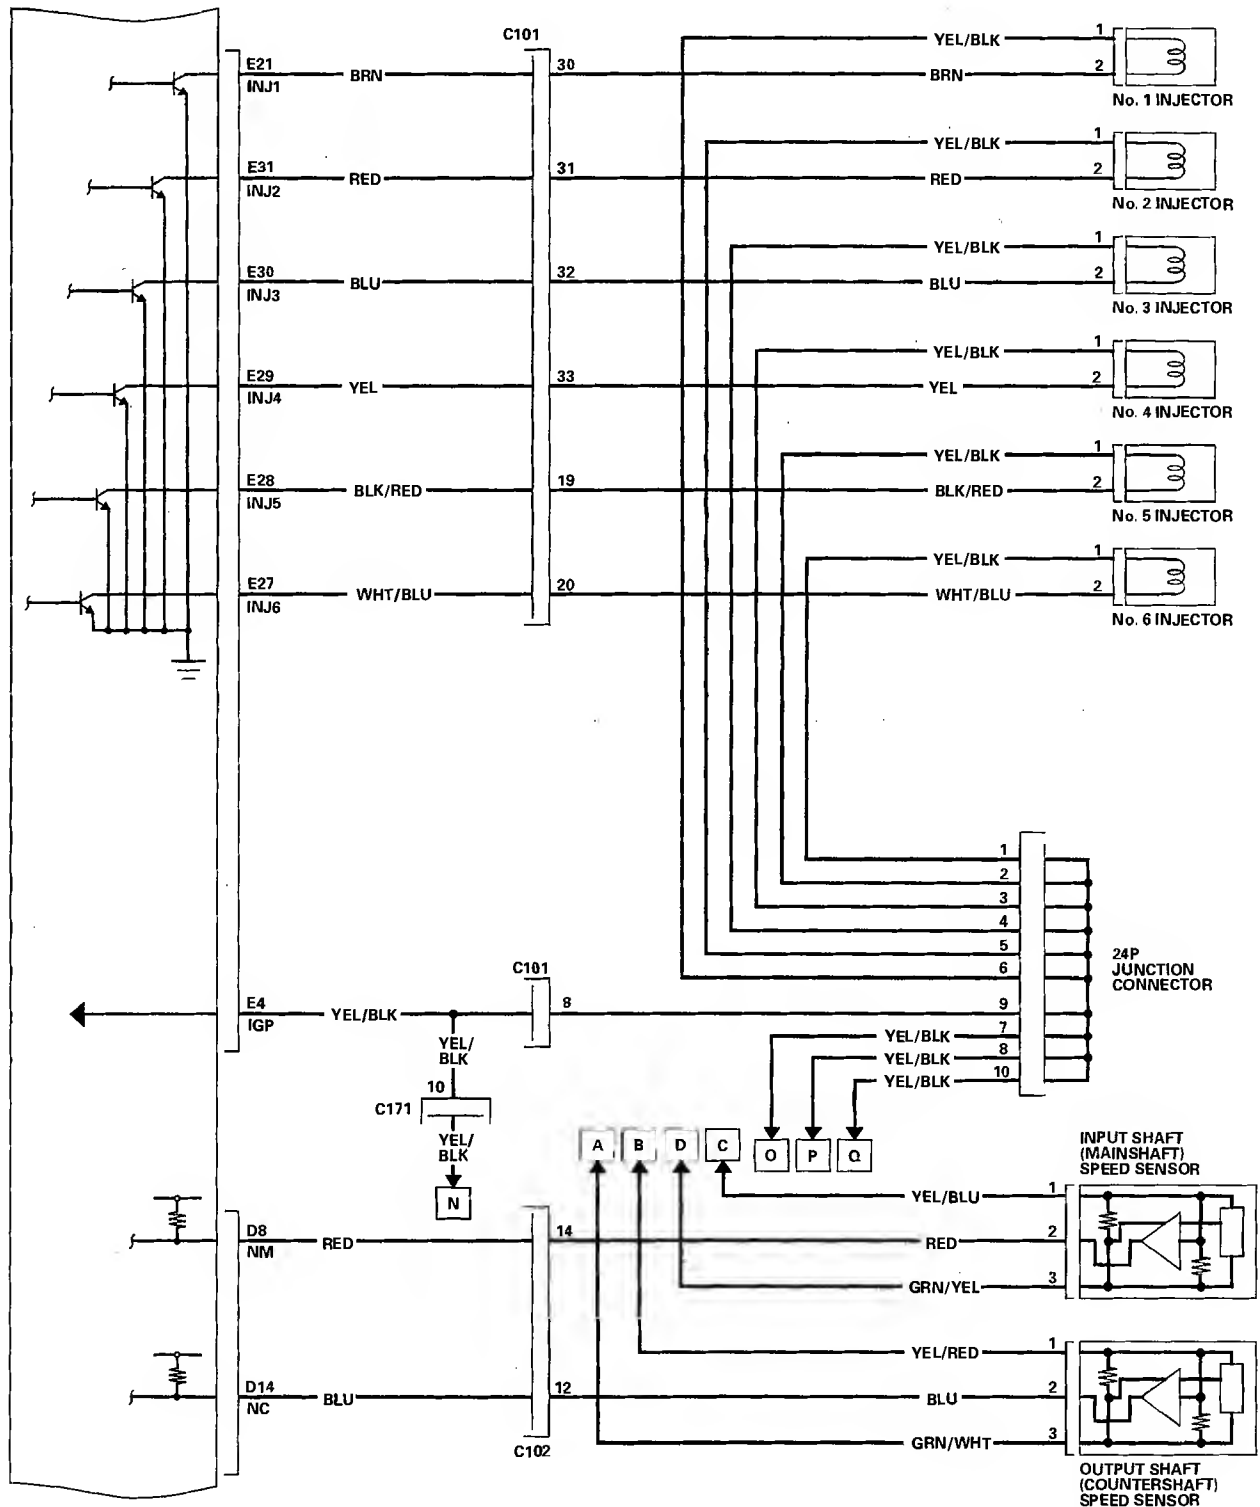 C101
1 YEL/BLK
E21 BRN 30 BRN 2
INJ1
No. 1 INJECTOR
YEL/BLK 1
E31 RED 31 RED 2
INJ2
No. 2 INJECTOR
YEL/BLK 1
E30 BLU 32 BLU 2
INJ3
No. 3 INJECTOR
YEL/BLK 1
E29 YEL 33 YEL 2
INJ4
No. 4 INJECTOR
YEL/BLK 1
E28 BLK/RED 19 BLK/RED 2
INJ5
No. 5 INJECTOR
YEL/BLK 1
E27 WHT/BLU 20 WHT/BLU 2
INJ6
No. 6 INJECTOR
1
2
3
4
5
6
24P
JUNCTION
CONNECTOR
C101
E4 YEL/BLK 8 9
IGP
YEL/BLK 7
YEL/BLK 8
YEL/BLK 10
YEL/
BLK
10
C171
YEL/
BLK
N
A B D C O P Q
INPUT SHAFT
(MAINSHAFT)
SPEED SENSOR
YEL/BLU 1
D8 RED 14 RED 2
NM
GRN/YEL 3
YEL/RED 1
D14 BLU 12 BLU 2
NC
GRN/WHT 3
C102
OUTPUT SHAFT
(COUNTERSHAFT)
SPEED SENSOR